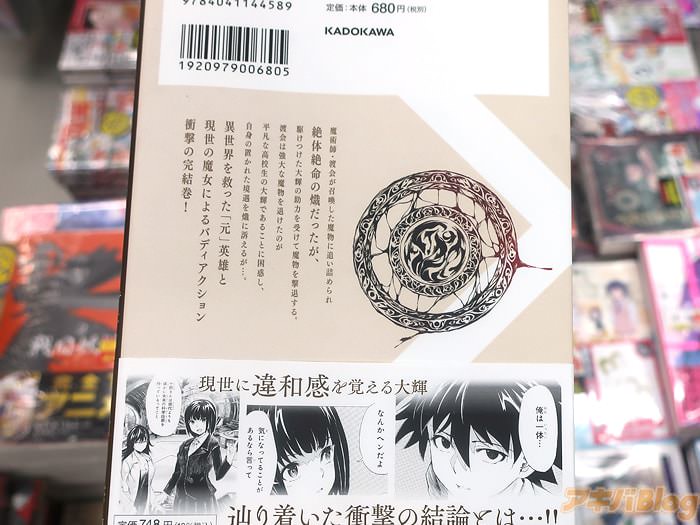 9784041144589
定価：本体 680円（税別）
KADOKAWA
1920979006805
魔術師・渡会が召喚した魔物に追い詰められ
絶体絶命の熾だったが、
駆けつけた大輝の助力を受けて魔物を撃退する。
渡会は強大な魔物を退けたのが
平凡な高校生の大輝であることに困惑し、
自身の置かれた境遇を熾に訴えるが…。
異世界を救った「元」英雄と
現世の魔女によるバディアクション
衝撃の完結巻！
現世に違和感を覚える大輝
俺は一体…
なんかヘンだよ
気になってることが
あるなら言って
辿り着いた衝撃の結論とは…!!
定価748円
アキバBlog